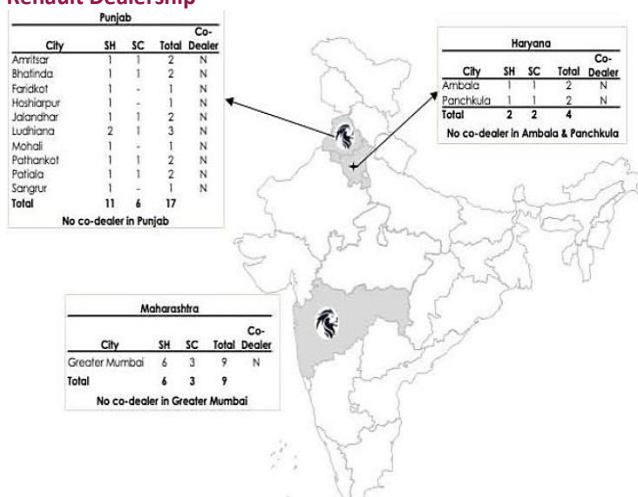 Renault Dealership
Punjab
City SH SC Total Co-Dealer
Amritsar 1 1 2 N
Bhatinda 1 1 2 N
Faridkot 1 - 1 N
Hoshiarpur 1 - 1 N
Jalandhar 1 1 2 N
Ludhiana 2 1 3 N
Mohali 1 - 1 N
Pathankot 1 1 2 N
Patiala 1 1 2 N
Sangrur 1 - 1 N
Total 11 6 17
No co-dealer in Punjab
Haryana
City SH SC Total Co-Dealer
Ambala 1 1 2 N
Panchkula 1 1 2 N
Total 2 2 4
No co-dealer in Ambala & Panchkula
Maharashtra
City SH SC Total Co-Dealer
Greater Mumbai 6 3 9 N
Total 6 3 9
No co-dealer in Greater Mumbai